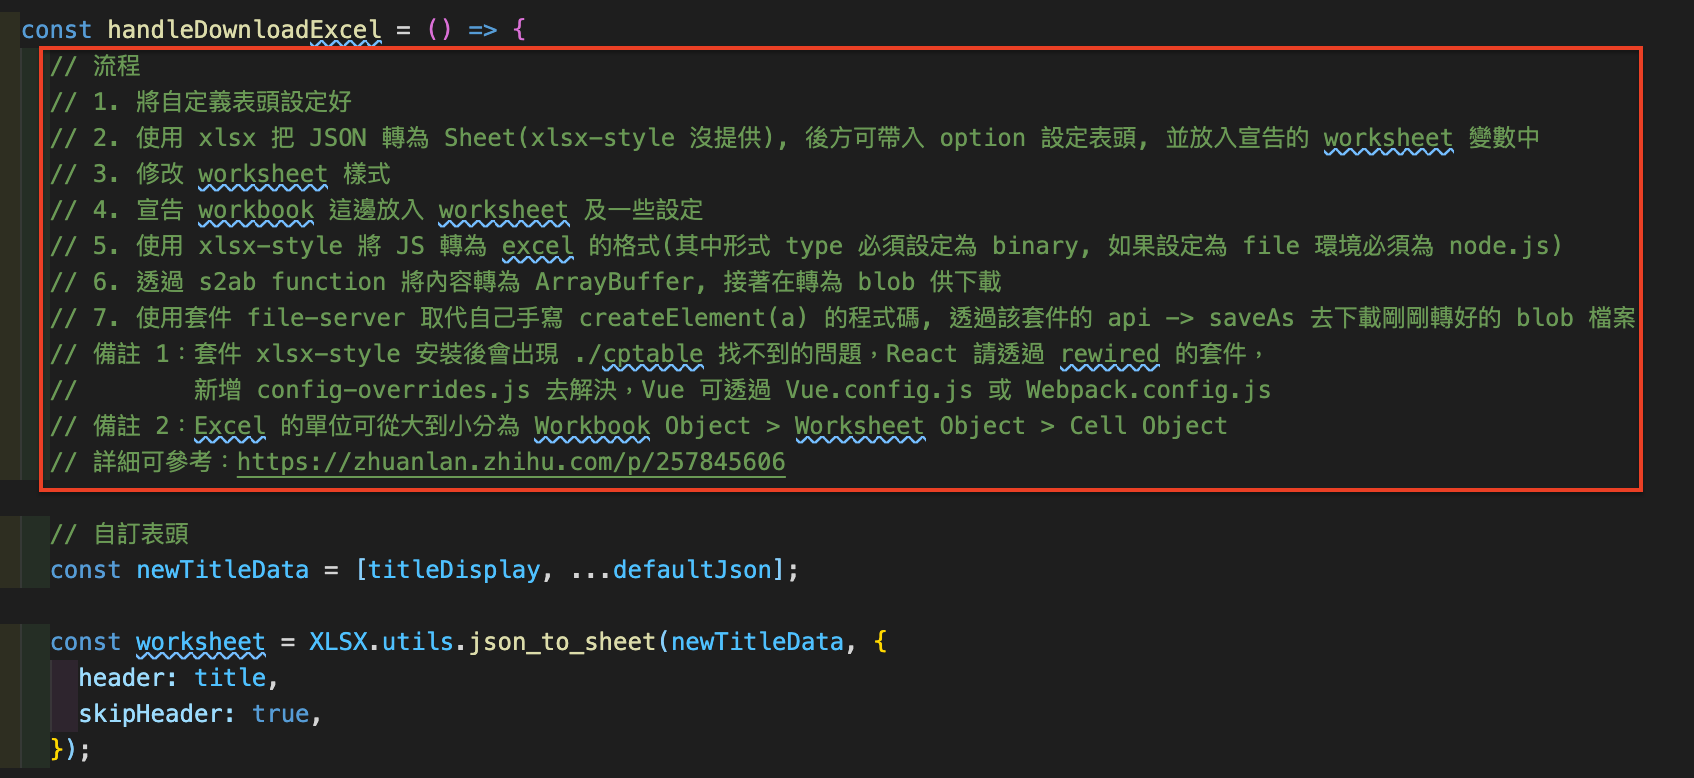 const handleDownloadExcel = () => {
// 流程
// 1. 將自定義表頭設定好
// 2. 使用 xlsx 把 JSON 轉為 Sheet(xlsx-style 沒提供), 後方可帶入 option 設定表頭, 並放入宣告的 worksheet 變數中
// 3. 修改 worksheet 樣式
// 4. 宣告 workbook 這邊放入 worksheet 及一些設定
// 5. 使用 xlsx-style 將 JS 轉為 excel 的格式(其中形式 type 必須設定為 binary, 如果設定為 file 環境必須為 node.js)
// 6. 透過 s2ab function 將內容轉為 ArrayBuffer, 接著在轉為 blob 供下載
// 7. 使用套件 file-server 取代自己手寫 createElement(a) 的程式碼, 透過該套件的 api -> saveAs 去下載剛剛轉好的 blob 檔案
// 備註 1：套件 xlsx-style 安裝後會出現 ./cptable 找不到的問題，React 請透過 rewired 的套件，
//        新增 config-overrides.js 去解決，Vue 可透過 Vue.config.js 或 Webpack.config.js
// 備註 2：Excel 的單位可從大到小分為 Workbook Object > Worksheet Object > Cell Object
// 詳細可參考：https://zhuanlan.zhihu.com/p/257845606
// 自訂表頭
const newTitleData = [titleDisplay, ...defaultJson];
const worksheet = XLSX.utils.json_to_sheet(newTitleData, {
header: title,
skipHeader: true,
});